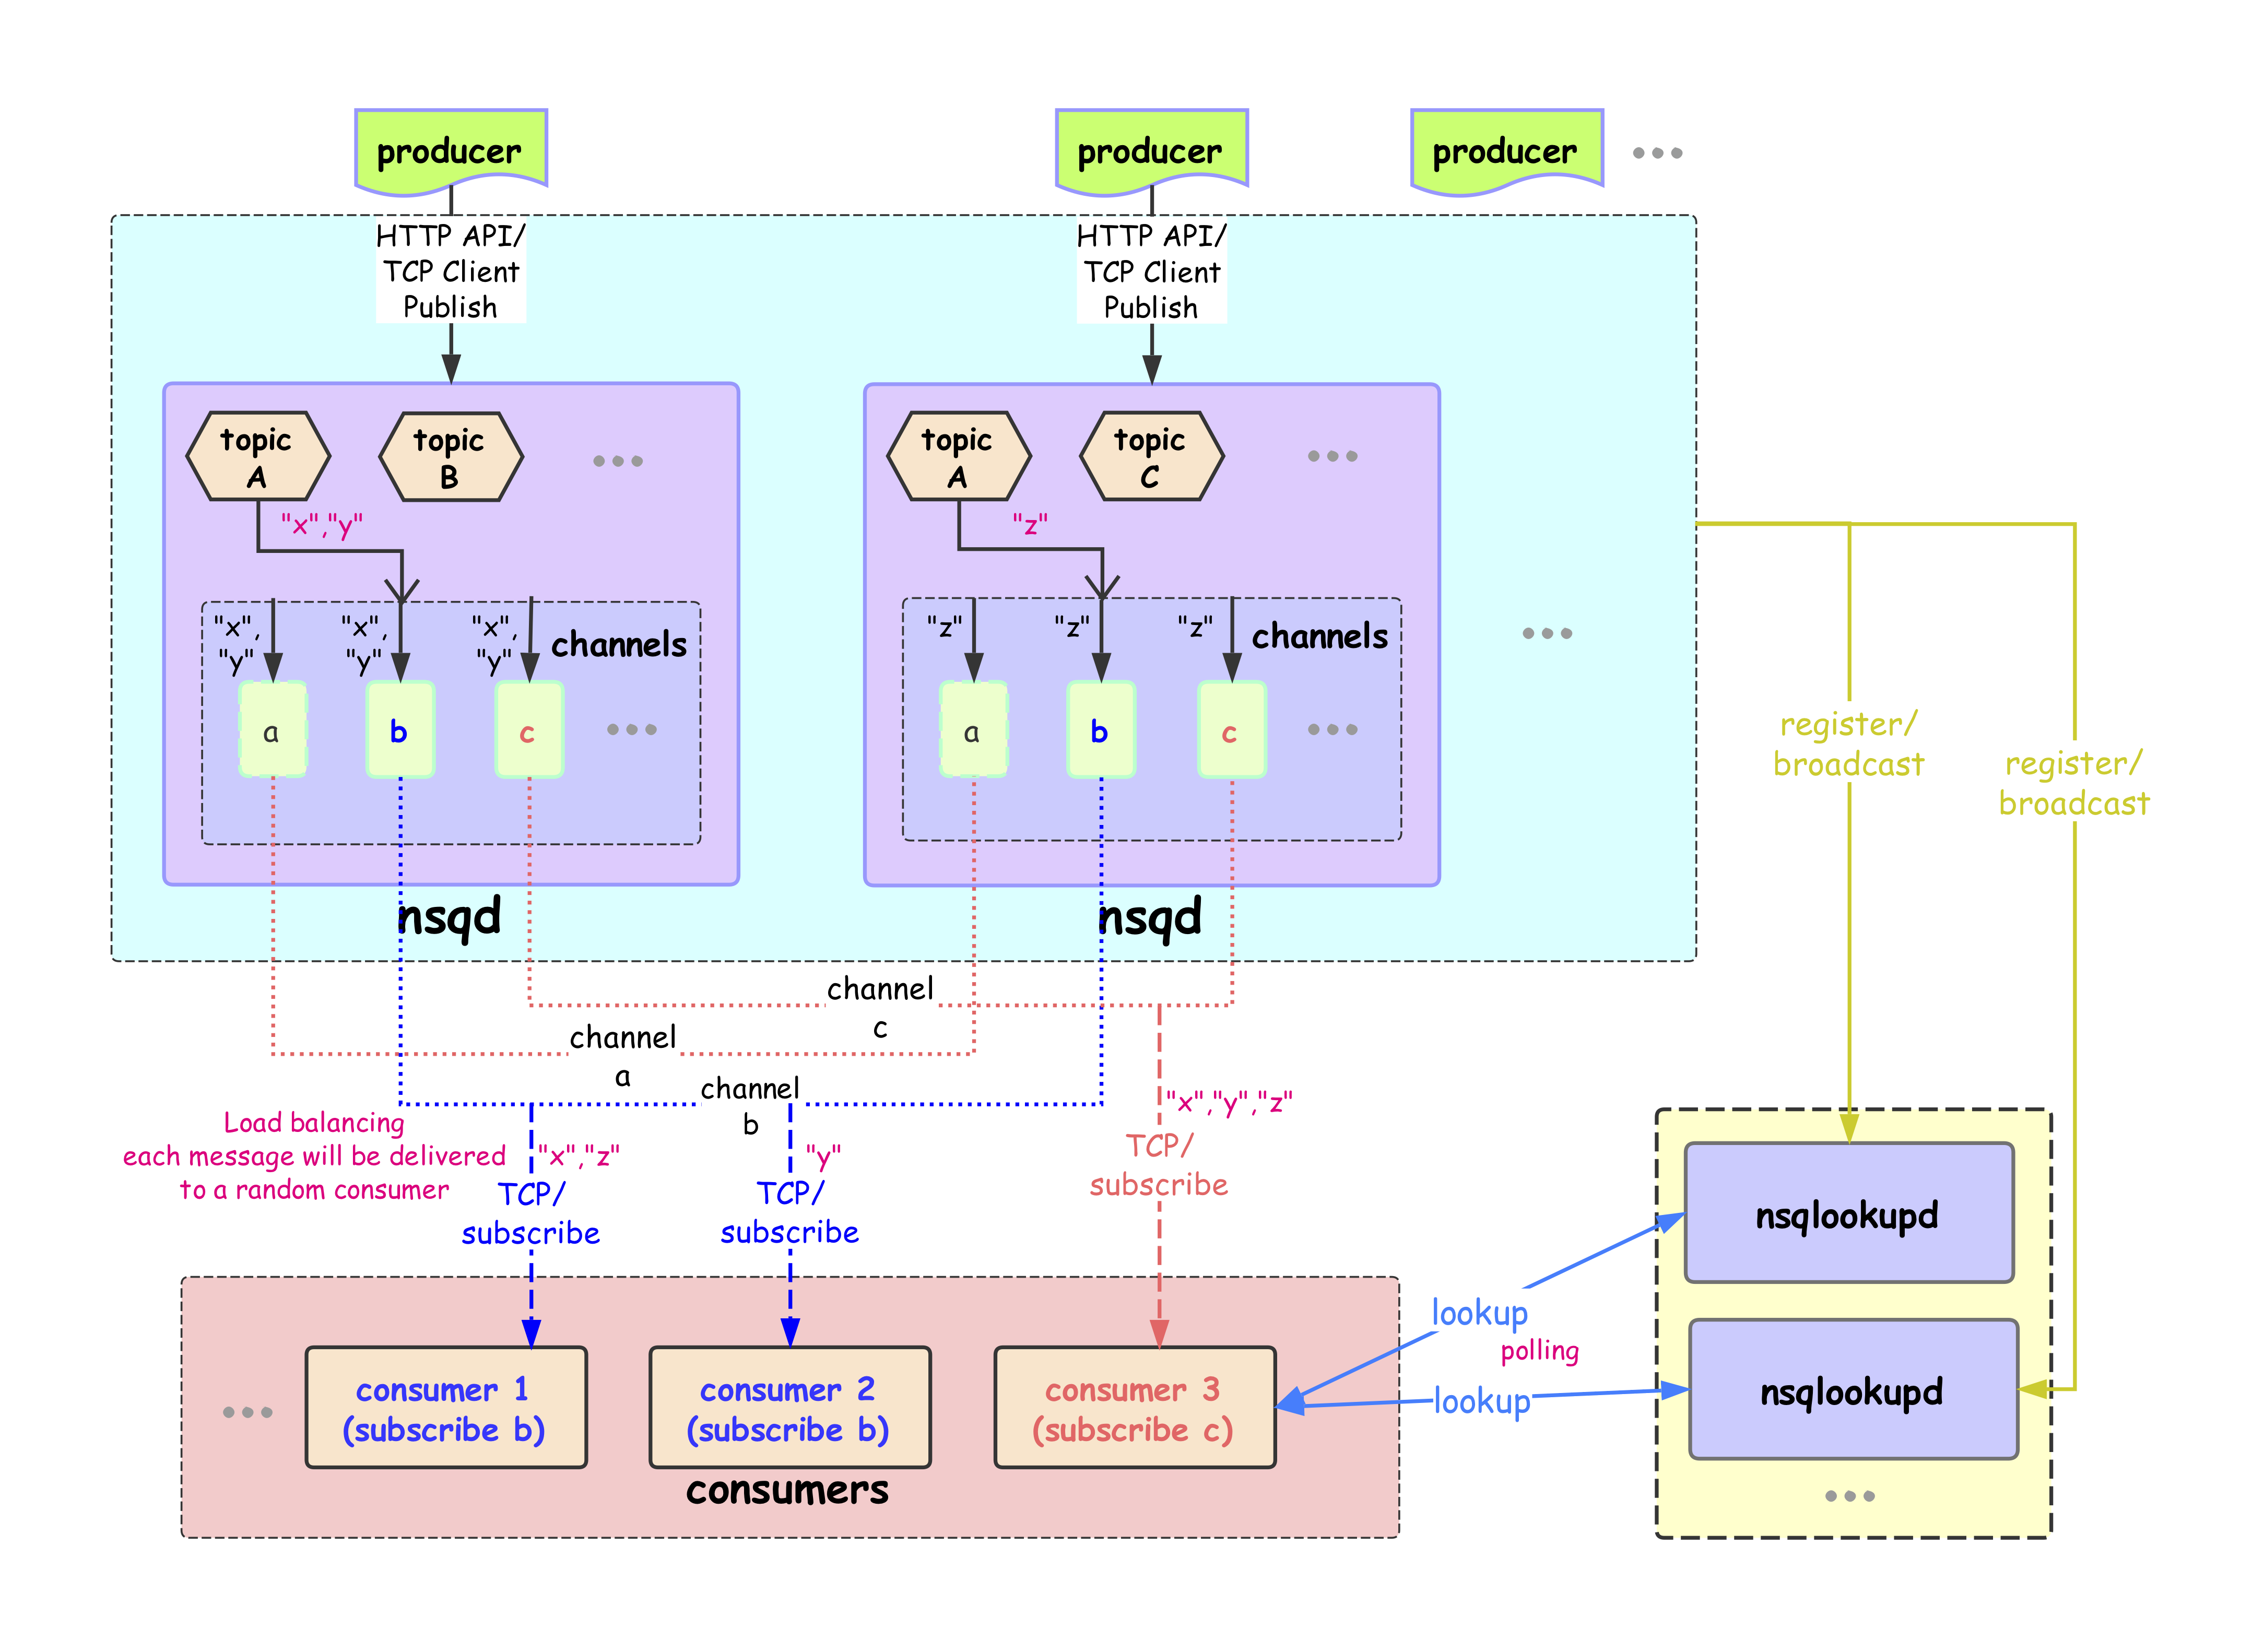 producer
producer
producer
HTTP API/
TCP Client
Publish
HTTP API/
TCP Client
Publish
topic
A
topic
B
topic
A
topic
C
"x","y"
"z"
"x",
"y"
"x",
"y"
"x",
"y"
channels
"z"
"z"
"z"
channels
a
b
c
a
b
c
register/
broadcast
register/
broadcast
nsqd
nsqd
channel
c
channel
a
channel
b
Load balancing
each message will be delivered
to a random consumer
"x","z"
TCP/
subscribe
"y"
TCP/
subscribe
"x","y","z"
TCP/
subscribe
nsqlookupd
lookup
polling
lookup
nsqlookupd
consumer 1
(subscribe b)
consumer 2
(subscribe b)
consumer 3
(subscribe c)
consumers